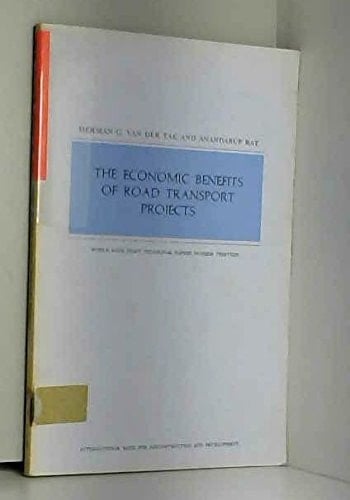 HERMAN G. VAN DER TAK AND ANANDARUP RAY
THE ECONOMIC BENEFITS
OF ROAD TRANSPORT
PROJECTS
WORLD BANK STAFF OCCASIONAL PAPERS NUMBER THIRTEEN
INTERNATIONAL BANK FOR RECONSTRUCTION AND DEVELOPMENT